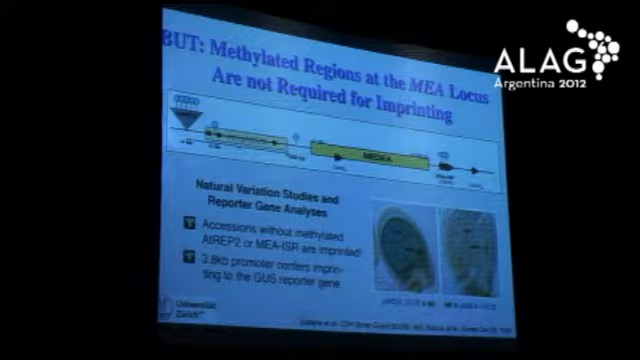 BUT: Methylated Regions at the MEA Locus
Are not Required for Imprinting
ALAG
Argentina 2012
MEDEA
Natural Variation Studies and
Reporter Gene Analyses
Accessions without methylated
AtREP2 or MEA-ISR are imprinted!
3.8kb promoter confers imprin-
ting to the GUS reporter gene
Universität
Zürich